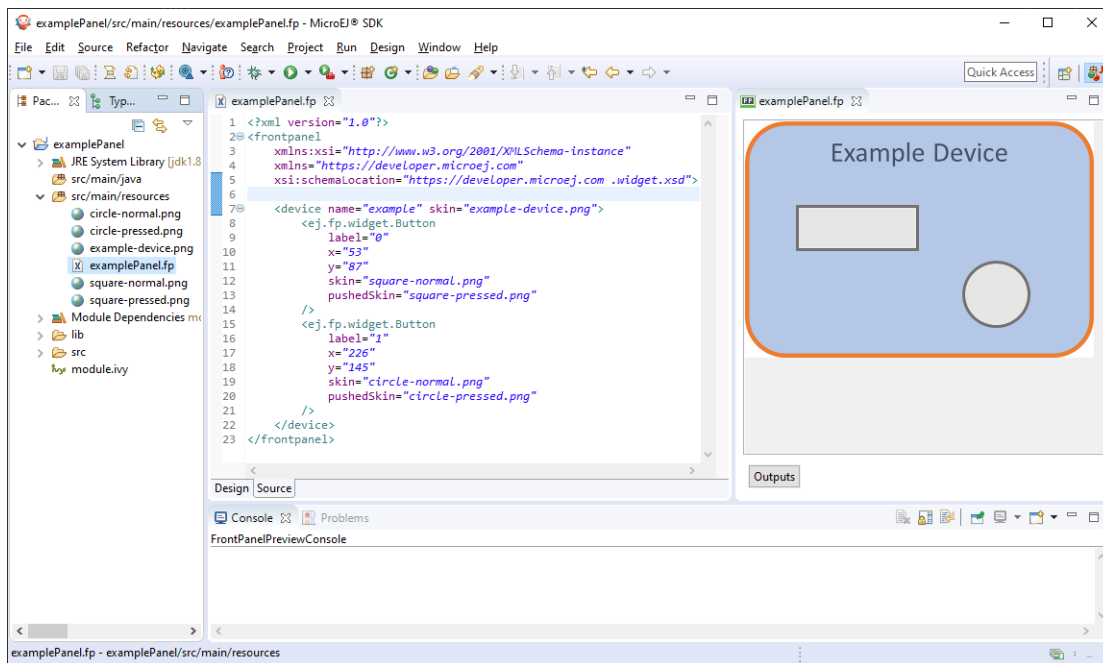 examplePanel/src/main/resources/examplePanel.fp - MicroEJ® SDK
File Edit Source Refactor Navigate Search Project Run Design Window Help
Quick Access
Pac... Typ...
examplePanel
JRE System Library [jdk1.8
src/main/java
src/main/resources
circle-normal.png
circle-pressed.png
example-device.png
examplePanel.fp
square-normal.png
square-pressed.png
Module Dependencies
lib
src
module.ivy
examplePanel.fp
1 <?xml version="1.0"?>
2 <frontpanel
3 xmlns:xsi="http://www.w3.org/2001/XMLSchema-instance"
4 xmlns="https://developer.microej.com"
5 xsi:schemaLocation="https://developer.microej.com .widget.xsd">
6
7 <device name="example" skin="example-device.png">
8 <ej.fp.widget.Button
9 label="0"
10 x="53"
11 y="87"
12 skin="square-normal.png"
13 pushedSkin="square-pressed.png"
14 />
15 <ej.fp.widget.Button
16 label="1"
17 x="226"
18 y="145"
19 skin="circle-normal.png"
20 pushedSkin="circle-pressed.png"
21 />
22 </device>
23 </frontpanel>
Design Source
examplePanel.fp
Example Device
Outputs
Console Problems
FrontPanelPreviewConsole
examplePanel.fp - examplePanel/src/main/resources